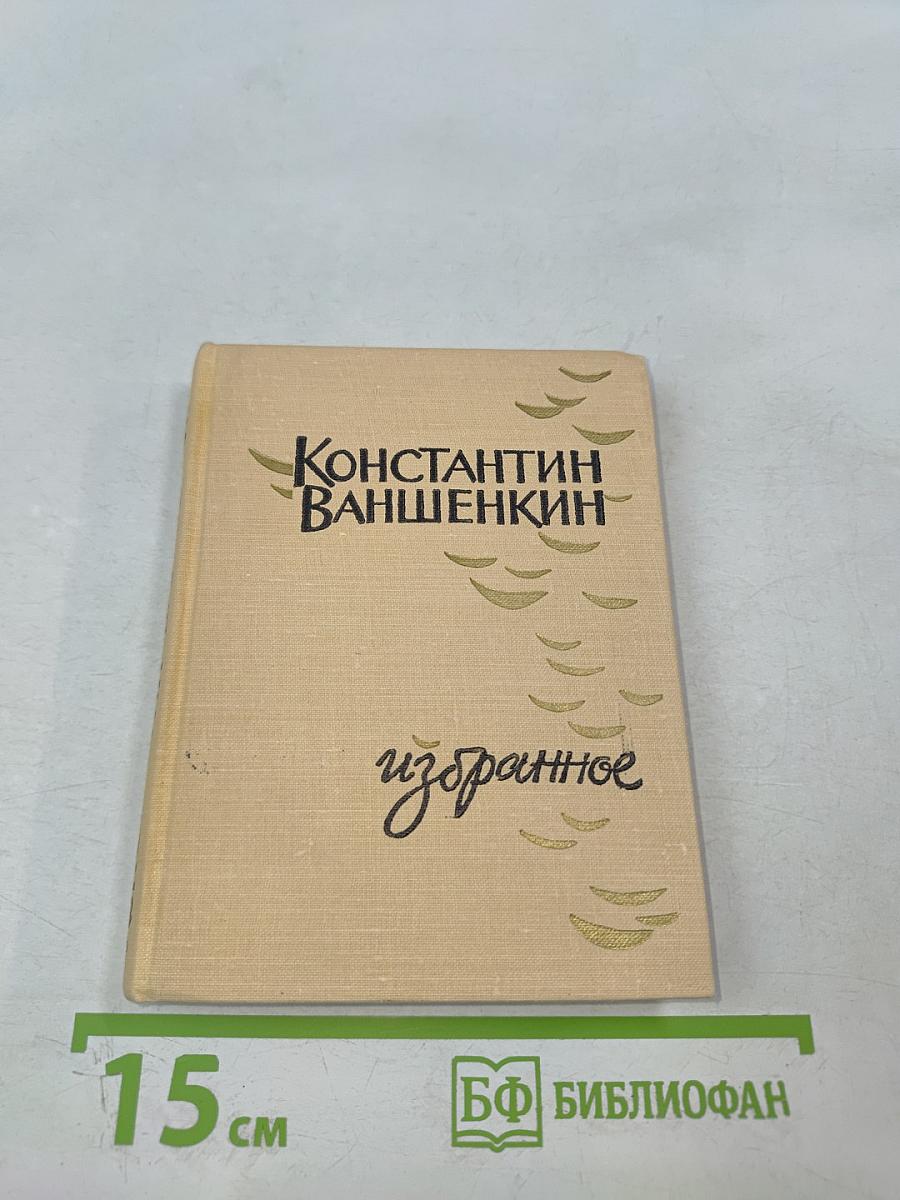 Константин
Ваншенкин
избранное
15 см
БФ БИБЛИОФАН